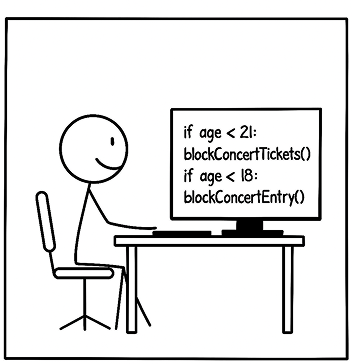 if age < 21:
blockConcertTickets()
if age < 18:
blockConcertEntry()